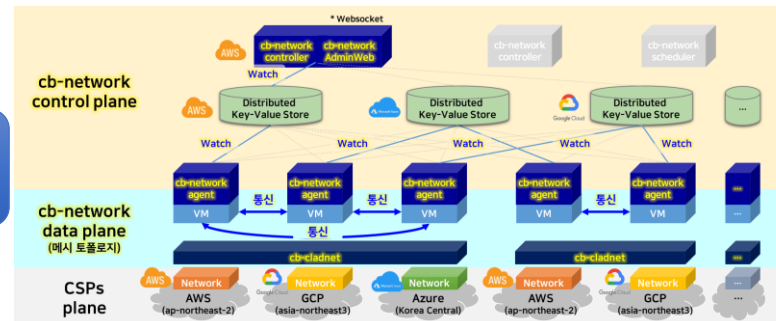 * Websocket
AWS
cb-network controller
cb-network AdminWeb
cb-network controller
cb-network scheduler
cb-network control plane
Watch
AWS
Distributed Key-Value Store
Distributed Key-Value Store
Google Cloud
Distributed Key-Value Store
...
Watch
Watch
Watch
Watch
Watch
cb-network agent
cb-network agent
cb-network agent
cb-network agent
cb-network agent
...
cb-network data plane
(메시 토폴로지)
VM
통신
VM
통신
VM
VM
통신
VM
...
통신
cb-cladnet
cb-cladnet
...
CSPs plane
AWS
Network
Google Cloud
Network
Network
AWS
Network
Google Cloud
Network
...
AWS
(ap-northeast-2)
GCP
(asia-northeast3)
Azure
(Korea Central)
AWS
(ap-northeast-2)
GCP
(asia-northeast3)
...